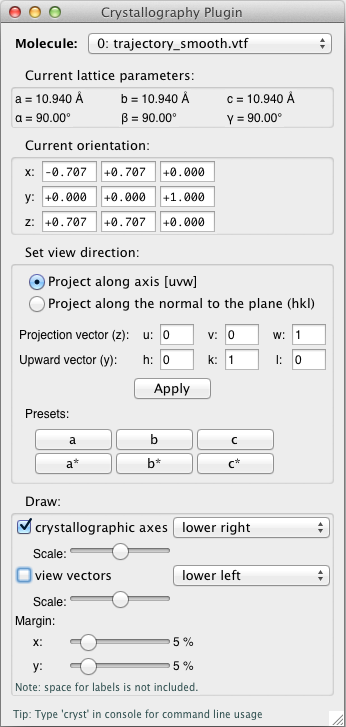 Crystallography Plugin
Molecule: 0: trajectory_smooth.vtf
Current lattice parameters:
a = 10.940 Å b = 10.940 Å c = 10.940 Å
α = 90.00° β = 90.00° γ = 90.00°
Current orientation:
x: -0.707 +0.707 +0.000
y: +0.000 +0.000 +1.000
z: +0.707 +0.707 +0.000
Set view direction:
Project along axis [uvw]
Project along the normal to the plane (hkl)
Projection vector (z): u: 0 v: 0 w: 1
Upward vector (y): h: 0 k: 1 l: 0
Apply
Presets:
a b c
a* b* c*
Draw:
crystallographic axes lower right
Scale:
view vectors lower left
Scale:
Margin:
x: 5 %
y: 5 %
Note: space for labels is not included.
Tip: Type 'cryst' in console for command line usage